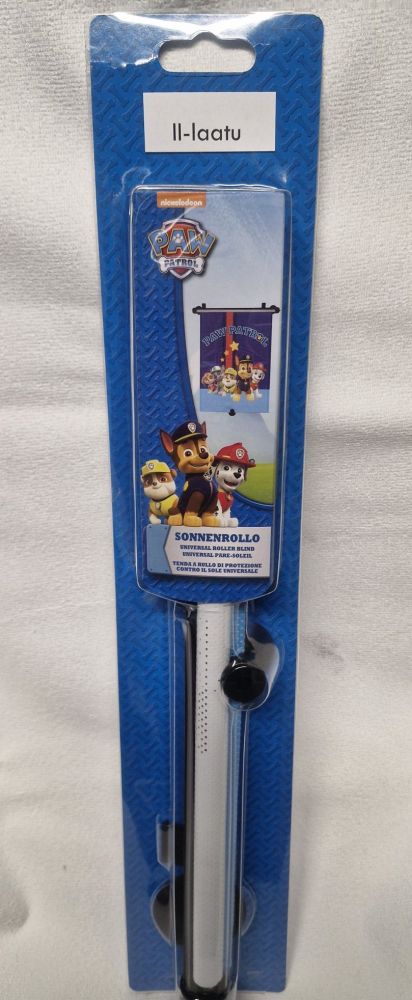 II-laatu
nickelodeon
PAW
PATROL
PAW PATROL
SONNENROLLO
UNIVERSAL ROLLER BLIND
UNIVERSAL PARE-SOLEIL
TENDA A RULLO DI PROTEZIONE
CONTRO IL SOLE UNIVERSALE